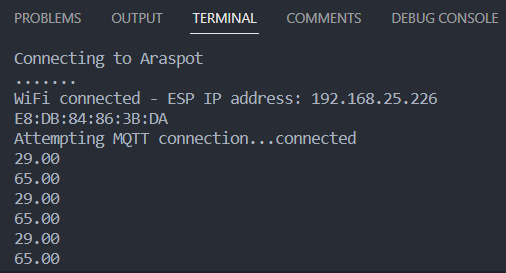 PROBLEMS OUTPUT TERMINAL COMMENTS DEBUG CONSOLE
Connecting to Araspot
.......
WiFi connected - ESP IP address: 192.168.25.226
E8:DB:84:86:3B:DA
Attempting MQTT connection...connected
29.00
65.00
29.00
65.00
29.00
65.00